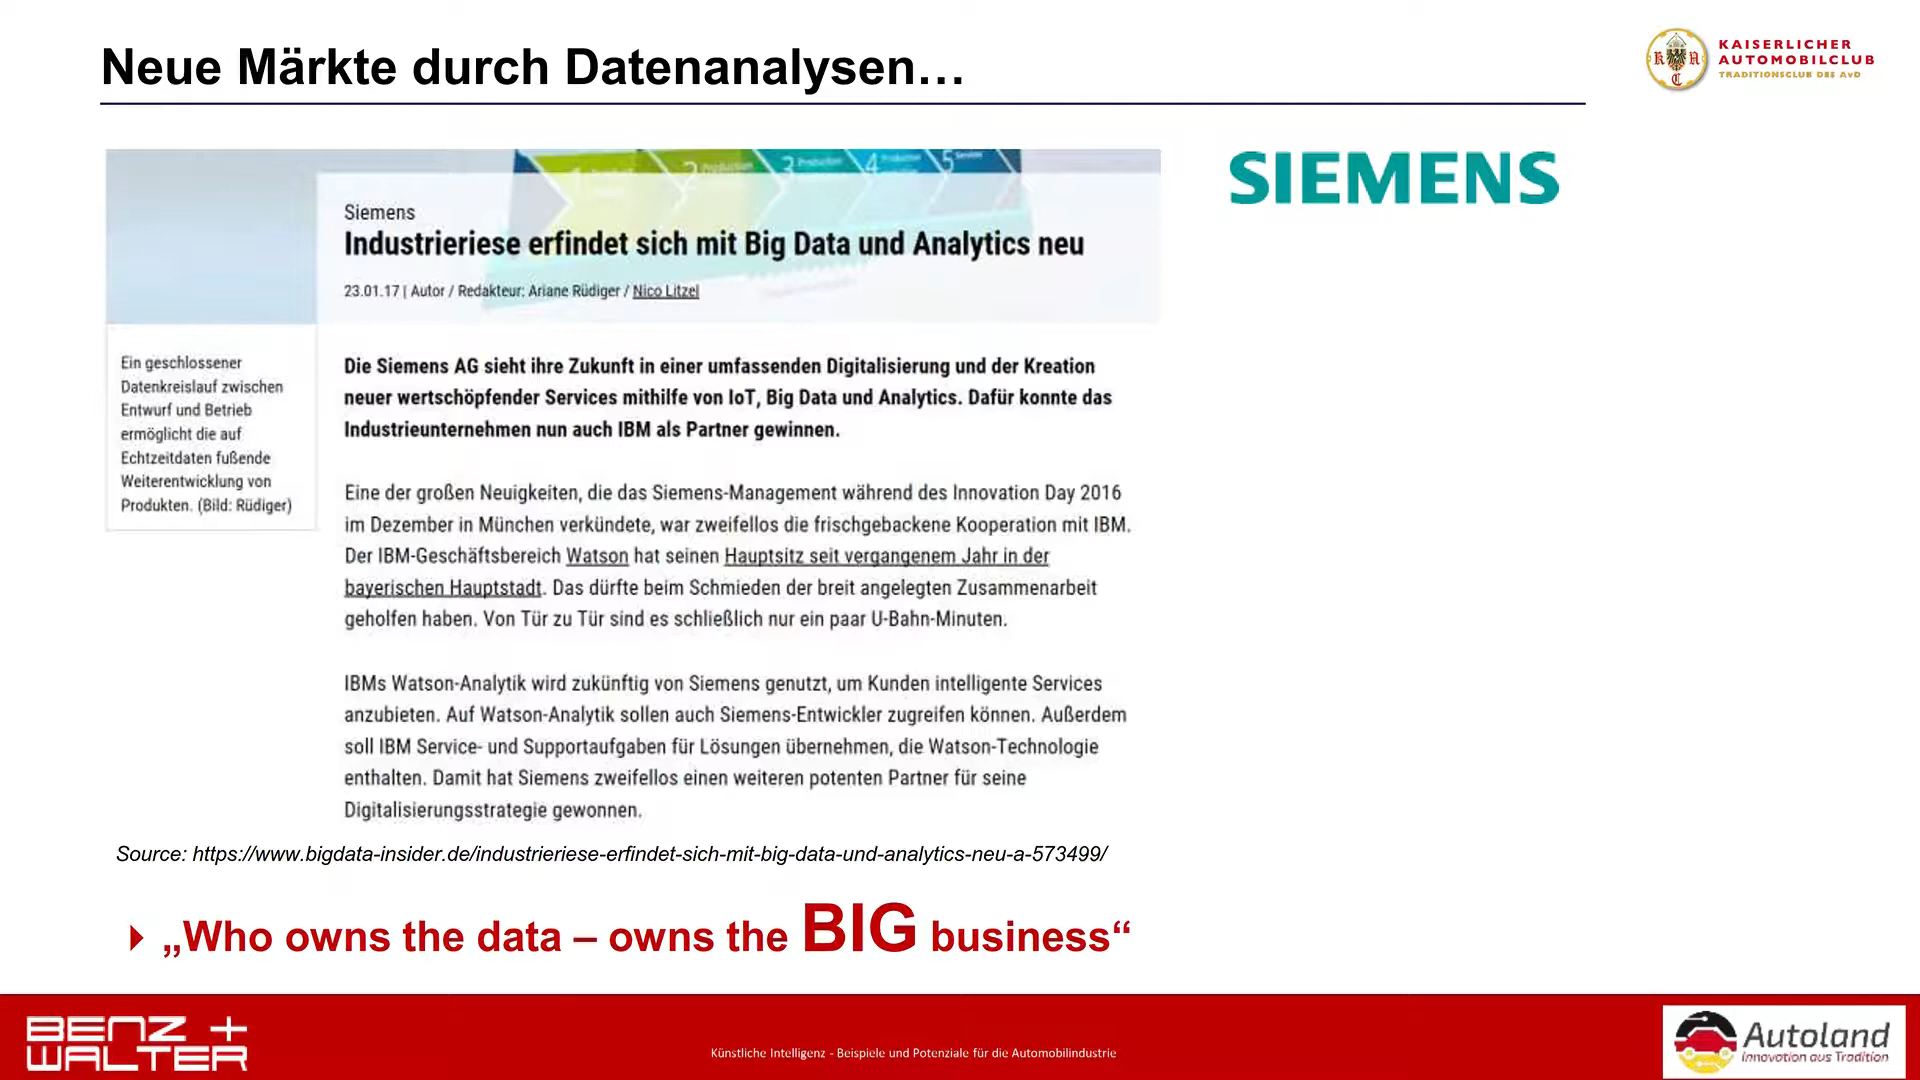 Neue Märkte durch Datenanalysen…
KAISERLICHER
AUTOMOBILCLUB
TRADITIONSCLUB DES AvD
K A C
SIEMENS
1
2 Production
3 Production
4 Production
5 Services
Siemens
Industrieriese erfindet sich mit Big Data und Analytics neu
23.01.17 | Autor / Redakteur: Ariane Rüdiger / Nico Litzel
Ein geschlossener
Datenkreislauf zwischen
Entwurf und Betrieb
ermöglicht die auf
Echtzeitdaten fußende
Weiterentwicklung von
Produkten. (Bild: Rüdiger)
Die Siemens AG sieht ihre Zukunft in einer umfassenden Digitalisierung und der Kreation
neuer wertschöpfender Services mithilfe von IoT, Big Data und Analytics. Dafür konnte das
Industrieunternehmen nun auch IBM als Partner gewinnen.
Eine der großen Neuigkeiten, die das Siemens-Management während des Innovation Day 2016
im Dezember in München verkündete, war zweifellos die frischgebackene Kooperation mit IBM.
Der IBM-Geschäftsbereich Watson hat seinen Hauptsitz seit vergangenem Jahr in der
bayerischen Hauptstadt. Das dürfte beim Schmieden der breit angelegten Zusammenarbeit
geholfen haben. Von Tür zu Tür sind es schließlich nur ein paar U-Bahn-Minuten.
IBMs Watson-Analytik wird zukünftig von Siemens genutzt, um Kunden intelligente Services
anzubieten. Auf Watson-Analytik sollen auch Siemens-Entwickler zugreifen können. Außerdem
soll IBM Service- und Supportaufgaben für Lösungen übernehmen, die Watson-Technologie
enthalten. Damit hat Siemens zweifellos einen weiteren potenten Partner für seine
Digitalisierungsstrategie gewonnen.
Source: https://www.bigdata-insider.de/industrieriese-erfindet-sich-mit-big-data-und-analytics-neu-a-573499/
„Who owns the data – owns the BIG business“
BENZ +
WALTER
Künstliche Intelligenz - Beispiele und Potenziale für die Automobilindustrie
Autoland
Innovation aus Tradition